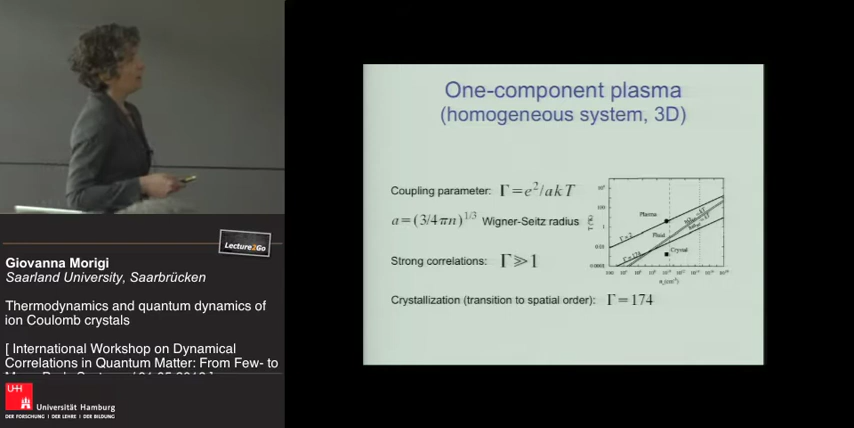 One-component plasma
(homogeneous system, 3D)
Coupling parameter: Γ=e²/akT
a=(3/4πn)^1/3 Wigner-Seitz radius
Strong correlations: Γ≫1
Crystallization (transition to spatial order): Γ=174
Plasma
Fluid
Crystal
Lecture2Go
Giovanna Morigi
Saarland University, Saarbrücken
Thermodynamics and quantum dynamics of
ion Coulomb crystals
[ International Workshop on Dynamical
Correlations in Quantum Matter: From Few- to
UH
Universität Hamburg
DER FORSCHUNG | DER LEHRE | DER BILDUNG